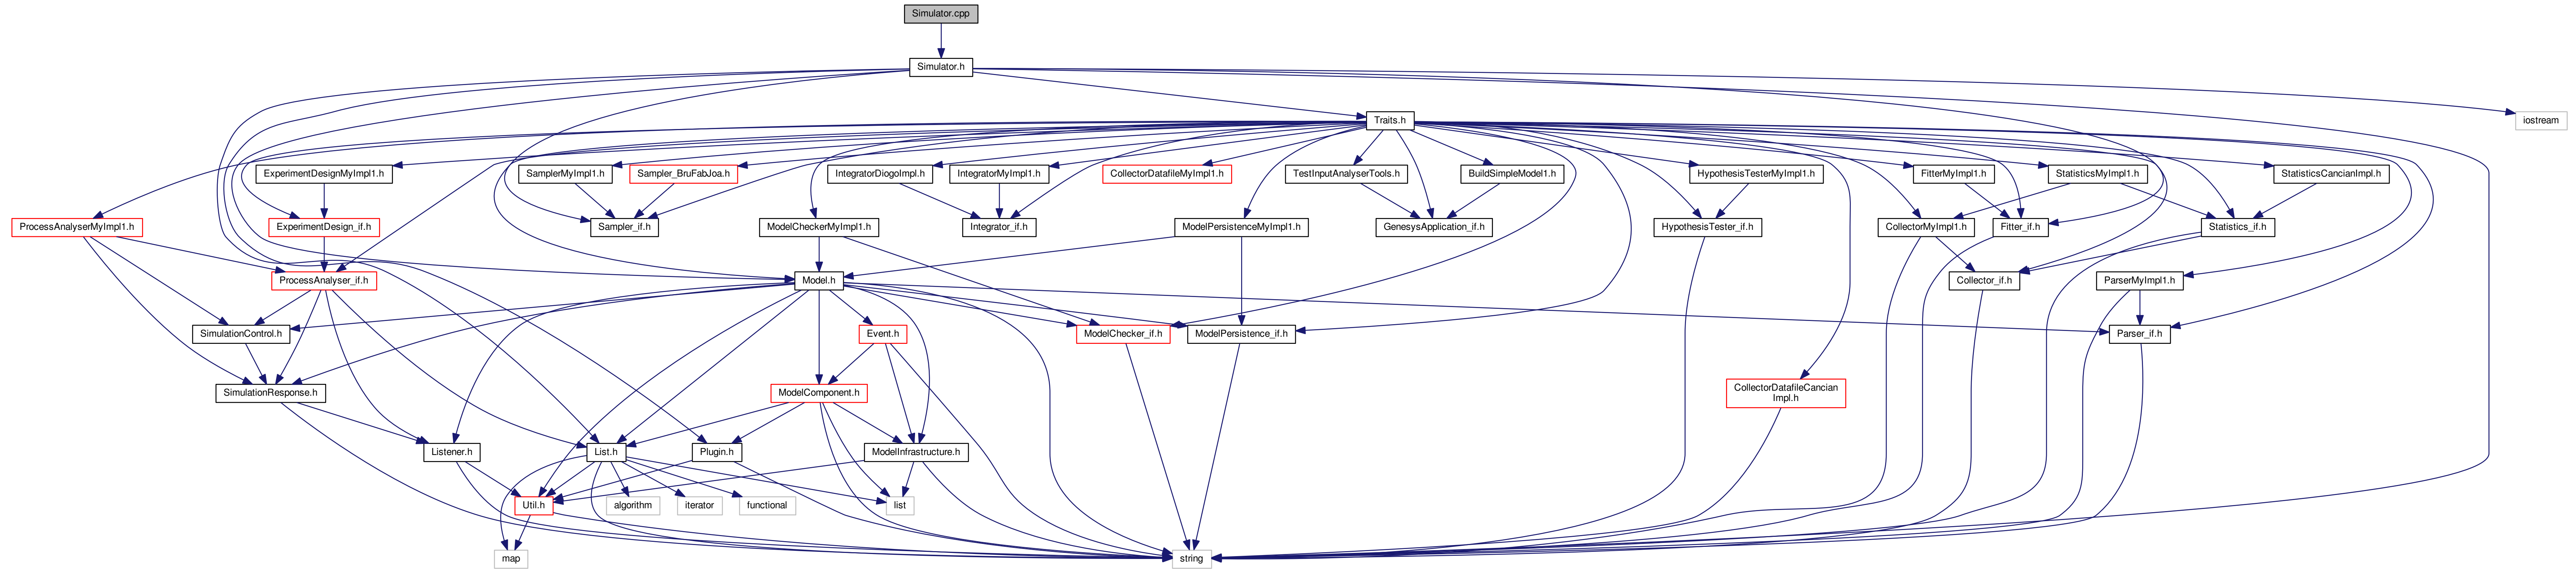 Simulator.cpp
Simulator.h
Traits.h
iostream
ExperimentDesignMyImpl1.h
SamplerMyImpl1.h
Sampler_BruFabJoa.h
IntegratorDiogoImpl.h
IntegratorMyImpl1.h
CollectorDatafileMyImpl1.h
TestInputAnalyserTools.h
BuildSimpleModel1.h
HypothesisTesterMyImpl1.h
FitterMyImpl1.h
StatisticsMyImpl1.h
StatisticsCancianImpl.h
ProcessAnalyserMyImpl1.h
ExperimentDesign_if.h
Sampler_if.h
ModelCheckerMyImpl1.h
Integrator_if.h
ModelPersistenceMyImpl1.h
GenesysApplication_if.h
HypothesisTester_if.h
CollectorMyImpl1.h
Fitter_if.h
Statistics_if.h
ProcessAnalyser_if.h
Model.h
Collector_if.h
ParserMyImpl1.h
SimulationControl.h
Event.h
ModelChecker_if.h
ModelPersistence_if.h
Parser_if.h
SimulationResponse.h
ModelComponent.h
CollectorDatafileCancian
Impl.h
Listener.h
List.h
Plugin.h
ModelInfrastructure.h
Util.h
algorithm
iterator
functional
list
map
string